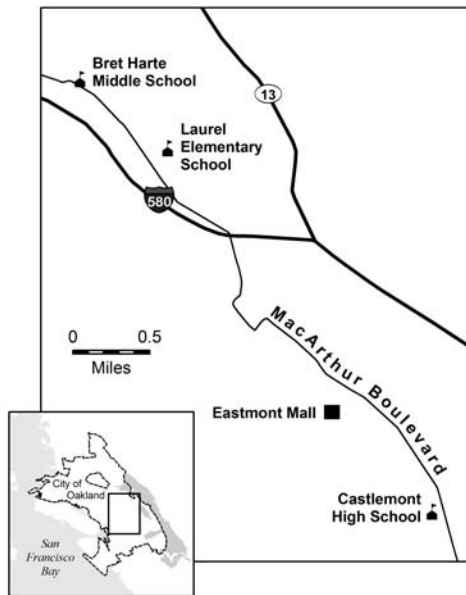 Bret Harte
Middle School
13
Laurel
Elementary
School
580
MacArthur Boulevard
0 0.5
Miles
Eastmont Mall
Castlemont
High School
City of
Oakland
San
Francisco
Bay